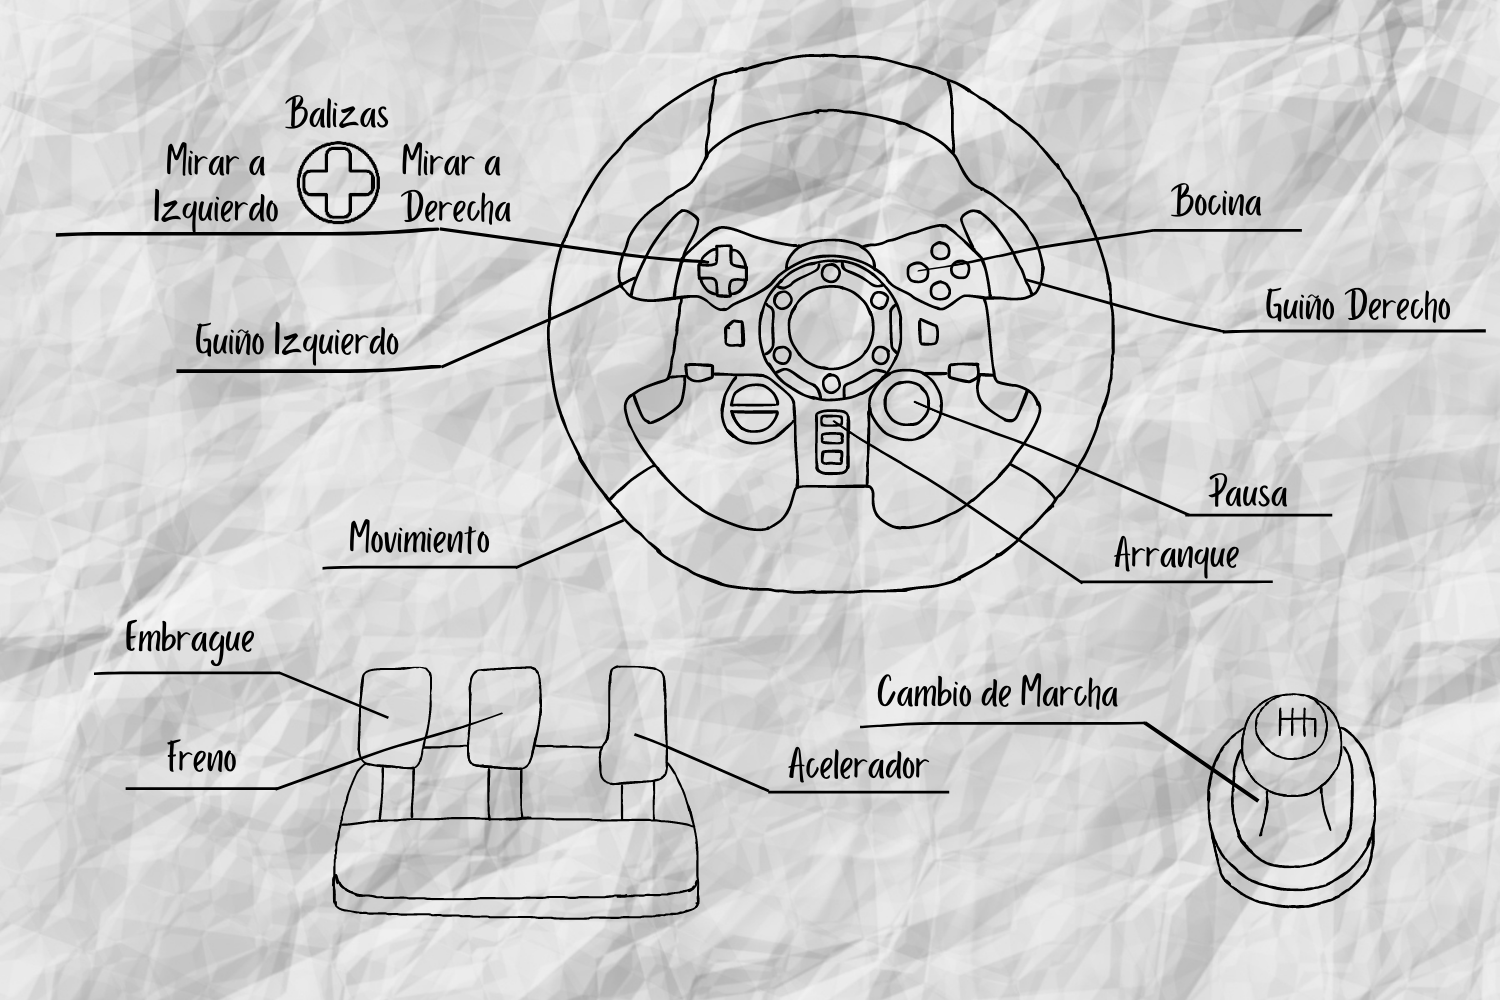 Balizas
Mirar a
Izquierdo
Mirar a
Derecha
Bocina
Guiño Derecho
Guiño Izquierdo
Pausa
Movimiento
Arranque
Embrague
Freno
Acelerador
Cambio de Marcha